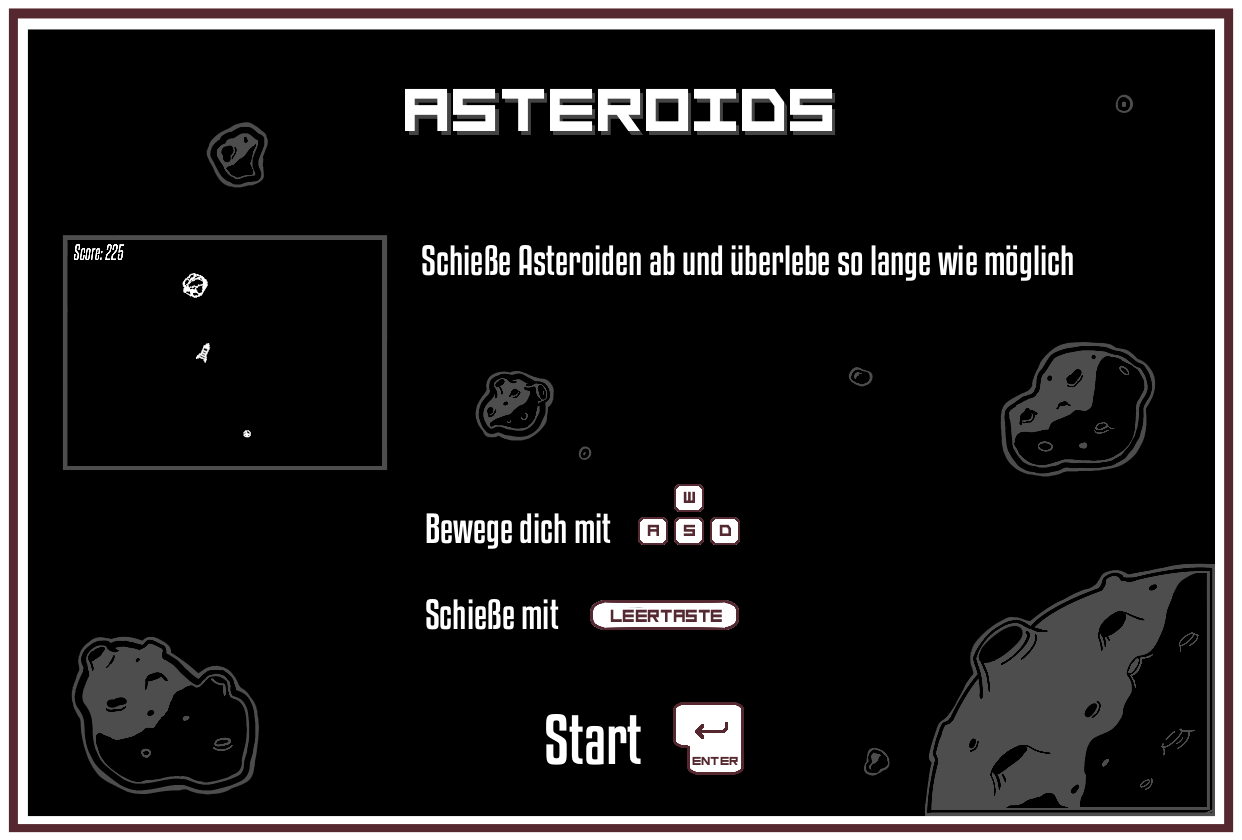 ASTEROIDS
Score: 225
Schieße Asteroiden ab und überlebe so lange wie möglich
W
Bewege dich mit A S D
Schieße mit LEERTASTE
Start
ENTER